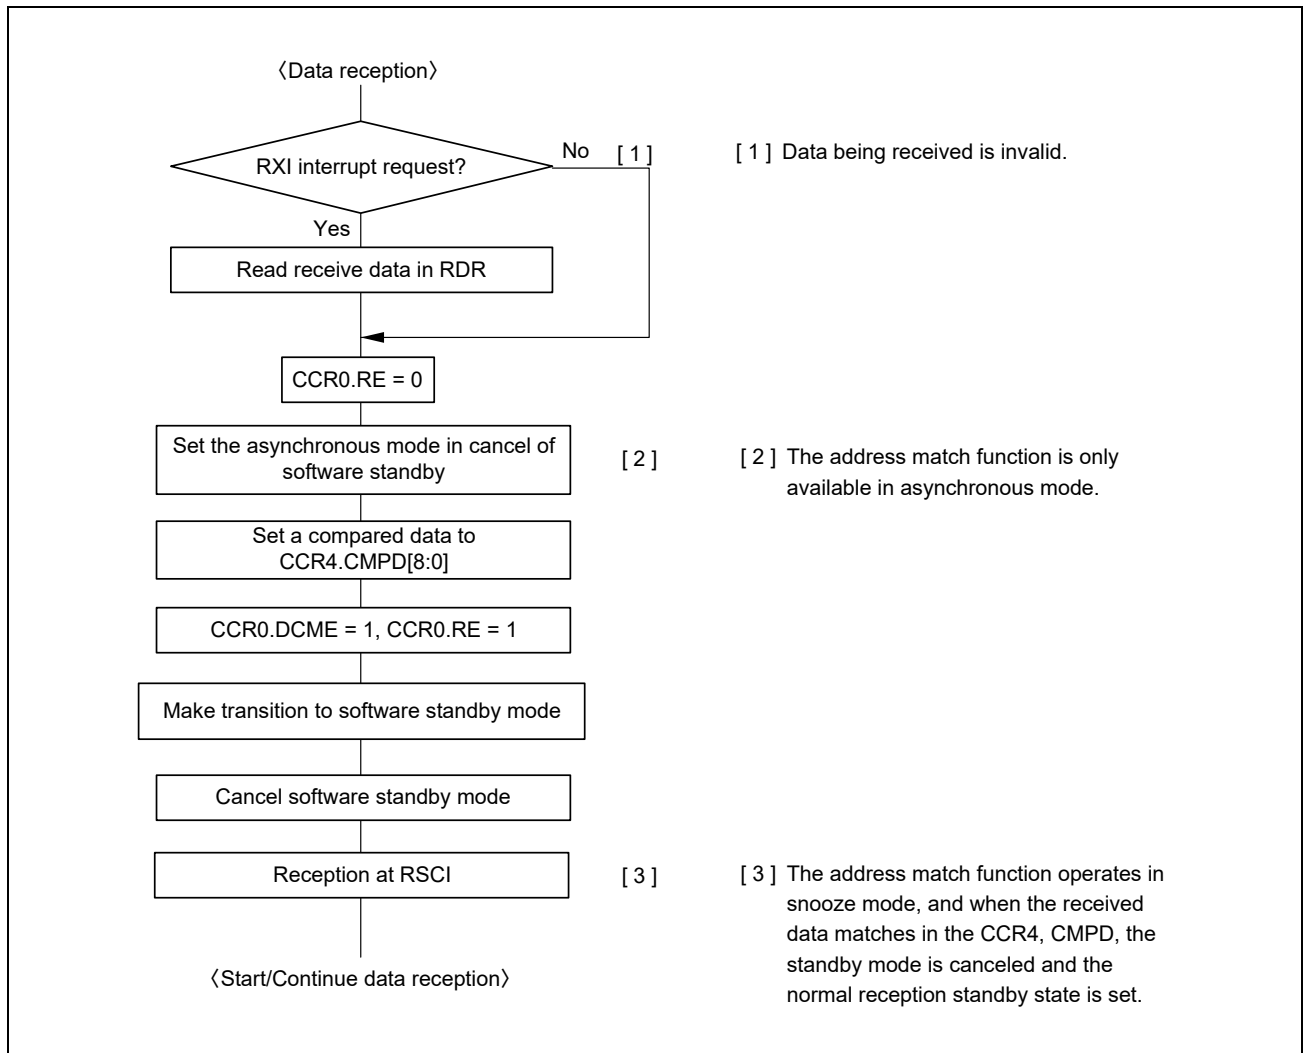 〈Data reception〉
RXI interrupt request?
No [ 1 ]
[ 1 ] Data being received is invalid.
Yes
Read receive data in RDR
CCR0.RE = 0
Set the asynchronous mode in cancel of
software standby
[ 2 ]
[ 2 ] The address match function is only
available in asynchronous mode.
Set a compared data to
CCR4.CMPD[8:0]
CCR0.DCME = 1, CCR0.RE = 1
Make transition to software standby mode
Cancel software standby mode
Reception at RSCI
[ 3 ]
[ 3 ] The address match function operates in
snooze mode, and when the received
data matches in the CCR4, CMPD, the
standby mode is canceled and the
normal reception standby state is set.
〈Start/Continue data reception〉